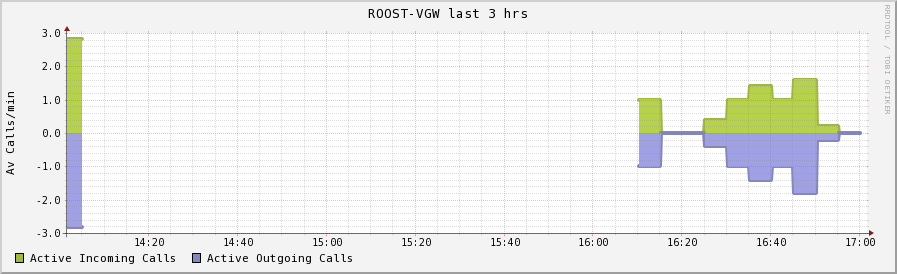 ROOST-VGW last 3 hrs
RRDTOOL / TOBI OETIKER
Av Calls/min
3.0
2.0
1.0
0.0
-1.0
-2.0
-3.0
14:20 14:40 15:00 15:20 15:40 16:00 16:20 16:40 17:00
Active Incoming Calls Active Outgoing Calls